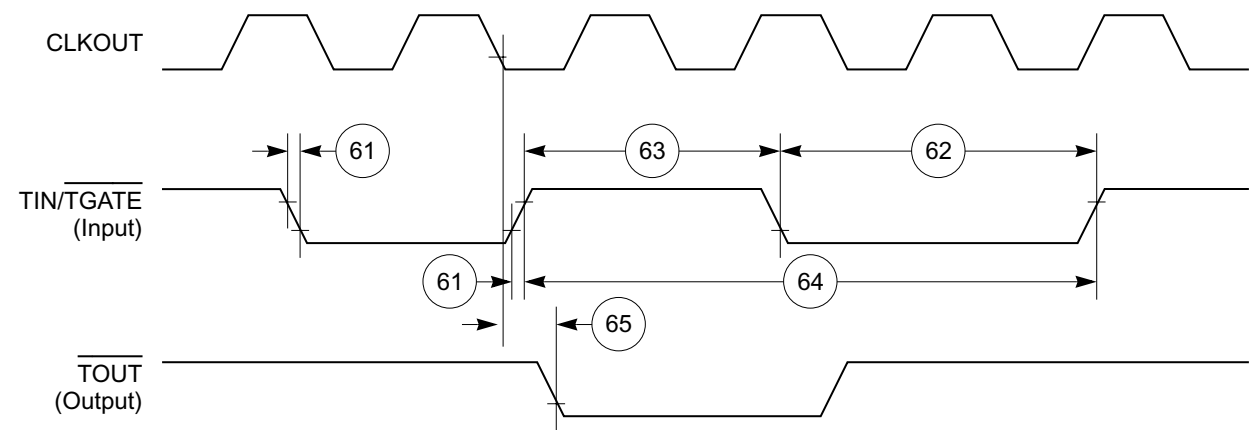 CLKOUT
61
63
62
TIN/TGATE
(Input)
61
64
65
TOUT
(Output)